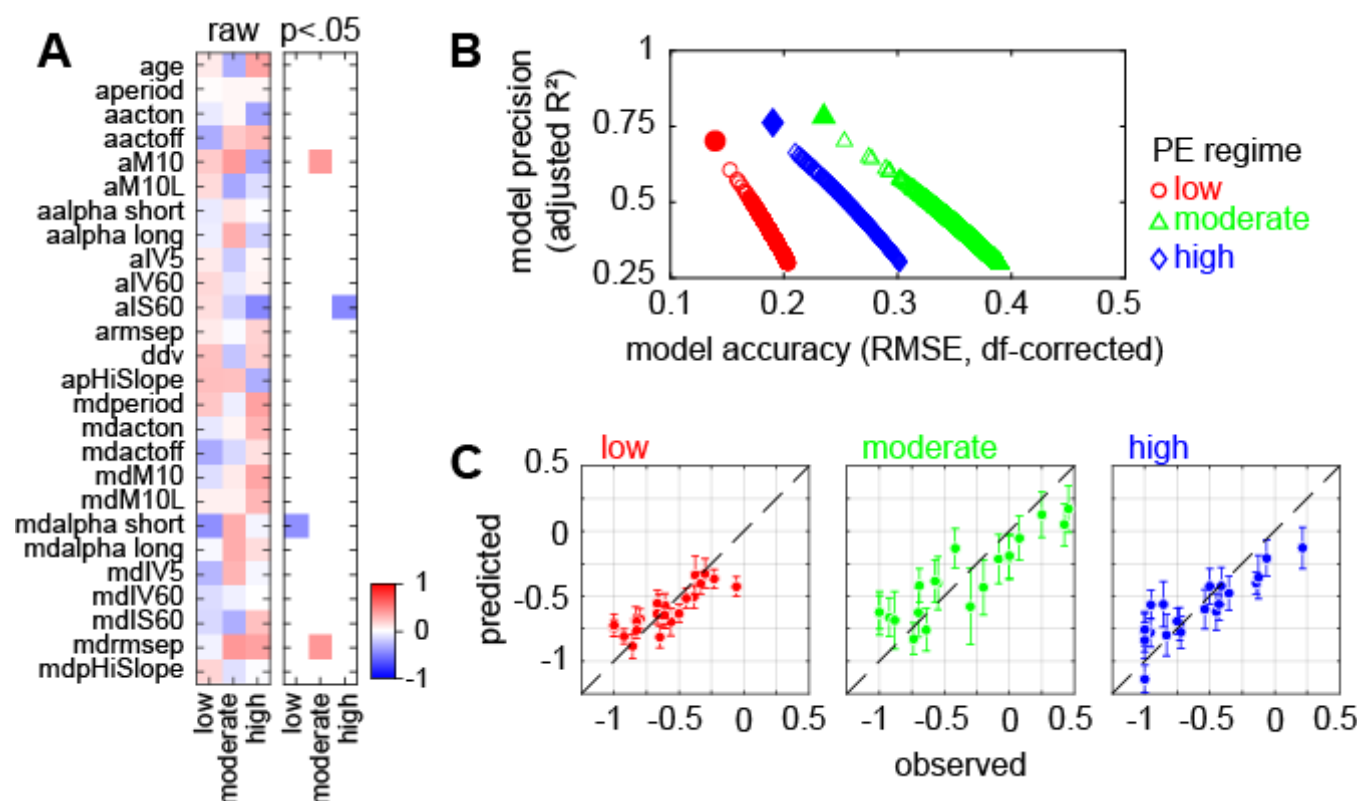 A
raw
p<.05
age
aperiod
aacton
aactoff
aM10
aM10L
aalpha short
aalpha long
aIV5
aIV60
aIS60
armsep
ddv
apHiSlope
mdperiod
mdacton
mdactoff
mdM10
mdM10L
mdalpha short
mdalpha long
mdIV5
mdIV60
mdIS60
mdrmsep
mdpHiSlope
low
moderate
high
low
moderate
high
1
0
-1
B
model precision
(adjusted R²)
1
0.75
0.5
0.25
0.1
0.2
0.3
0.4
0.5
model accuracy (RMSE, df-corrected)
PE regime
low
moderate
high
C
low
moderate
high
predicted
0.5
0
-0.5
-1
-1
-0.5
0
0.5
-1
-0.5
0
0.5
-1
-0.5
0
0.5
observed